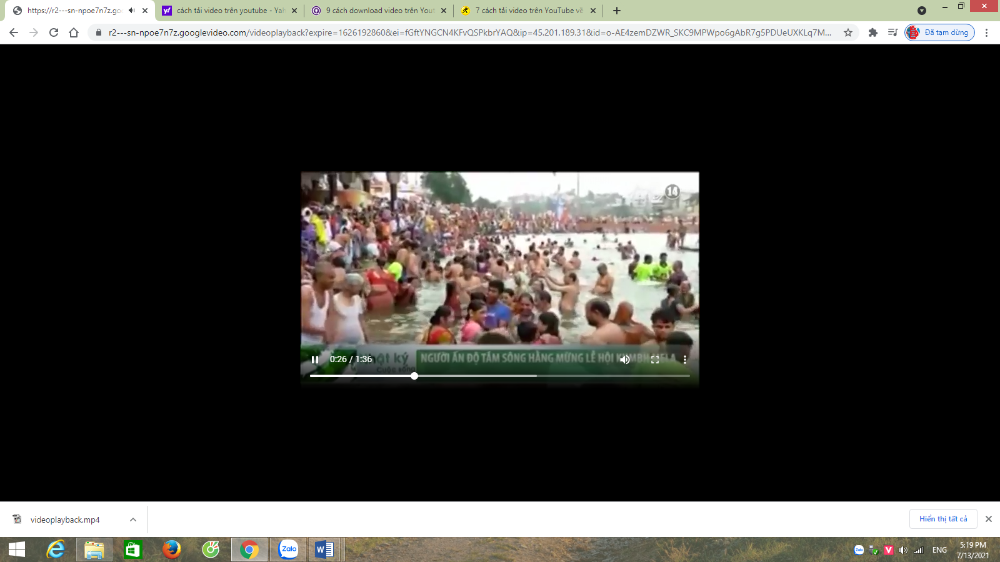 https://r2---sn-npoe7n7z.go
cách tải video trên youtube - Yah
9 cách download video trên Yout
7 cách tải video trên YouTube về
r2---sn-npoe7n7z.googlevideo.com/videoplayback?expire=1626192860&ei=fGftYNGCN4KFvQSPkbrYAQ&ip=45.201.189.31&id=o-AE4zemDZWR_SKC9MPWpo6gAbR7g5PDUeUXKLq7M...
Đã tạm dừng
14
0:26 / 1:36
NGƯỜI ẤN ĐỘ TẮM SÔNG HẰNG MỪNG LỄ HỘI
Cuộc sống
videoplayback.mp4
Hiển thị tất cả
Zalo
ENG
5:19 PM
7/13/2021